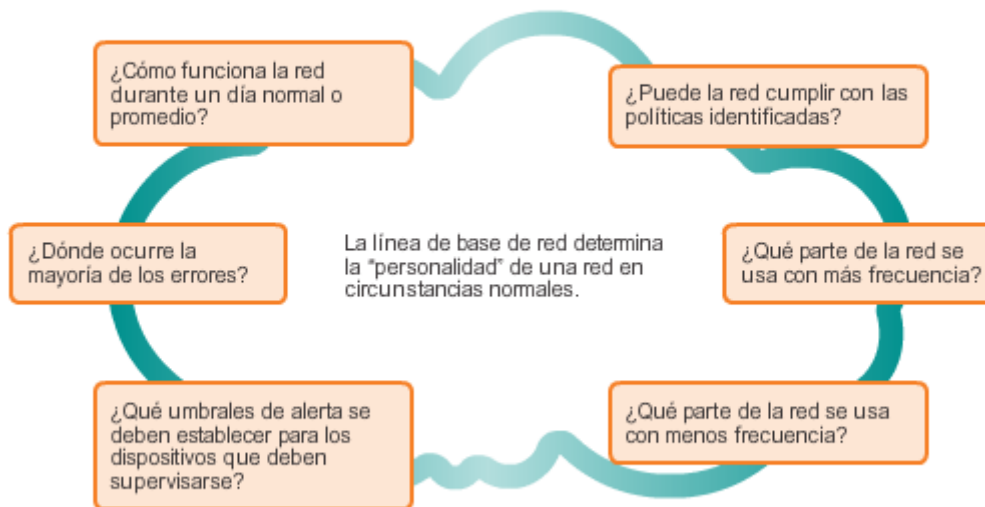 ¿Cómo funciona la red
durante un día normal o
promedio?
¿Puede la red cumplir con las
políticas identificadas?
¿Dónde ocurre la
mayoría de los errores?
La línea de base de red determina
la “personalidad” de una red en
circunstancias normales.
¿Qué parte de la red se
usa con más frecuencia?
¿Qué umbrales de alerta se
deben establecer para los
dispositivos que deben
supervisarse?
¿Qué parte de la red se usa
con menos frecuencia?